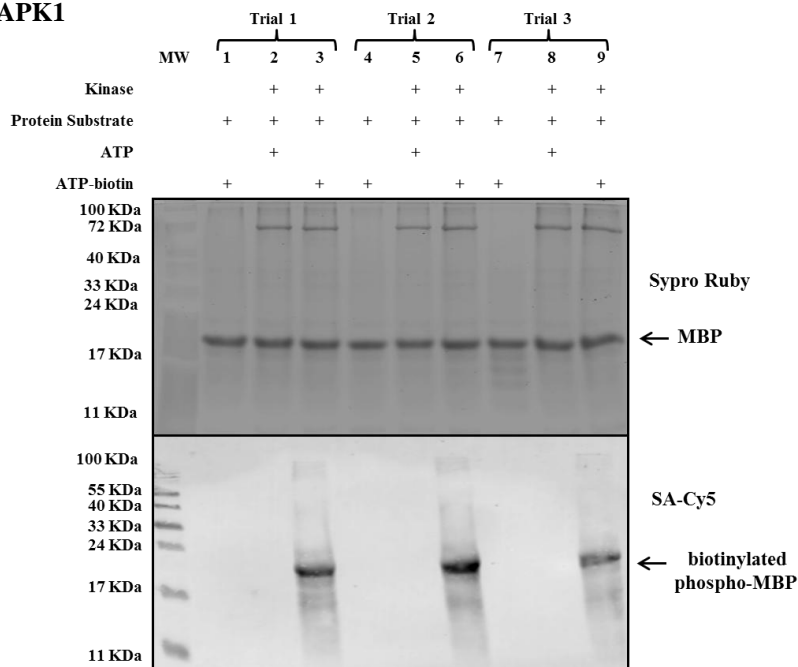 APK1
Trial 1 Trial 2 Trial 3
MW 1 2 3 4 5 6 7 8 9
Kinase + + + + + +
Protein Substrate + + + + + + + + +
ATP + + +
ATP-biotin + + + + + +
100 KDa
72 KDa
40 KDa
33 KDa
24 KDa
17 KDa
11 KDa
Sypro Ruby
MBP
100 KDa
55 KDa
40 KDa
33 KDa
24 KDa
17 KDa
11 KDa
SA-Cy5
biotinylated
phospho-MBP